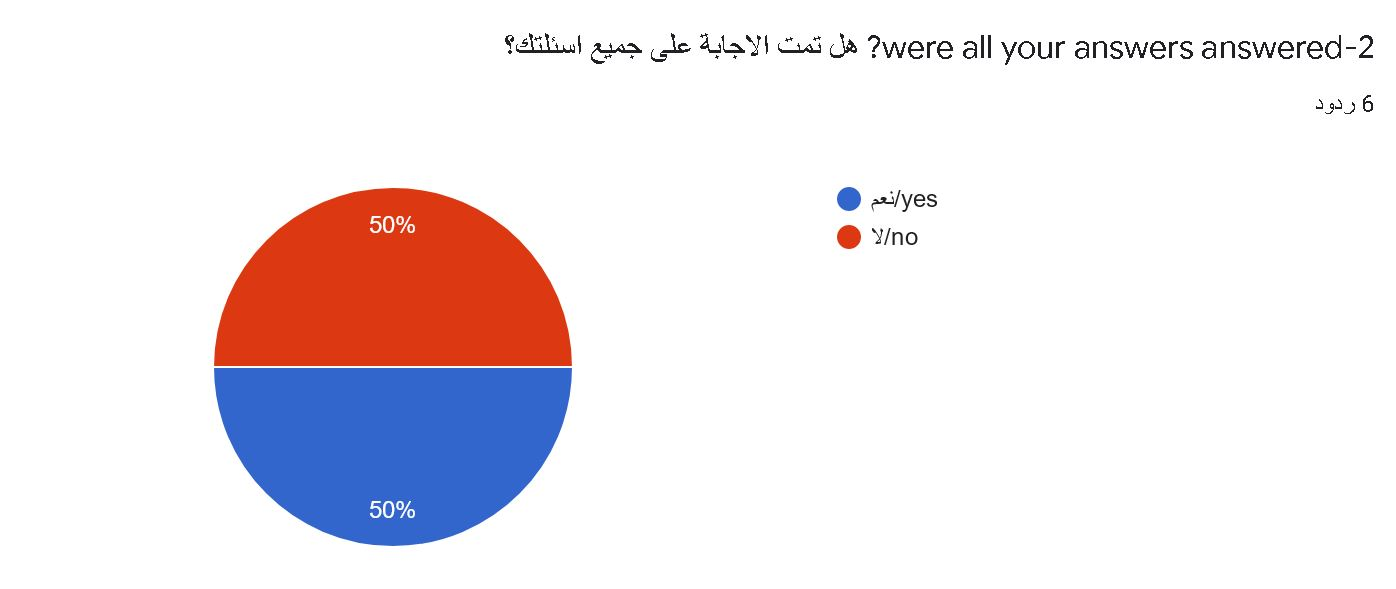 2-were all your answers answered? هل تمت الاجابة على جميع اسئلتك؟
6 ردود
نعم/yes
لا/no
50%
50%